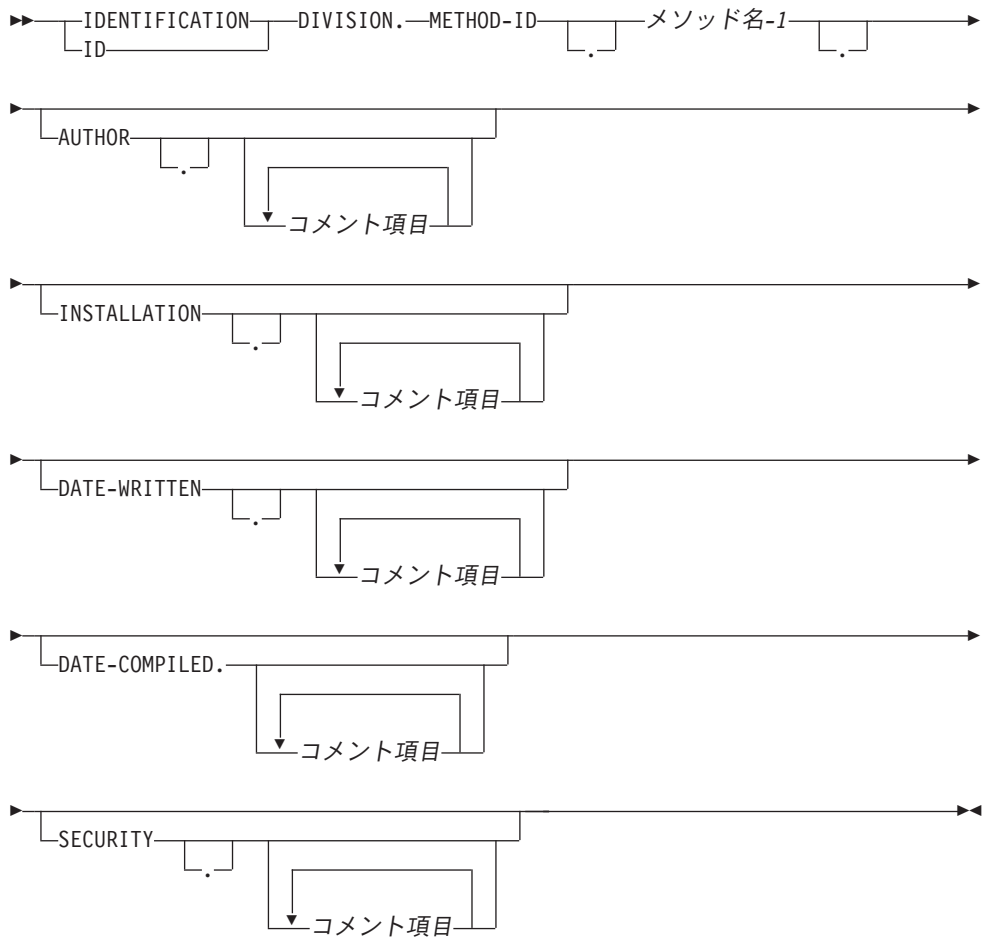 IDENTIFICATION DIVISION. METHOD-ID . メソッド名-1 .
ID
AUTHOR .
コメント項目
INSTALLATION .
コメント項目
DATE-WRITTEN .
コメント項目
DATE-COMPILED.
コメント項目
SECURITY .
コメント項目